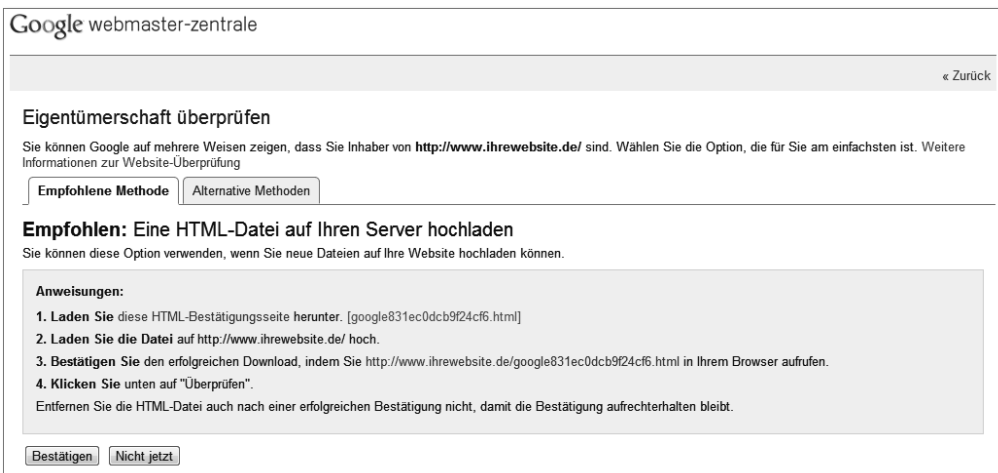 Google webmaster-zentrale
« Zurück
Eigentümerschaft überprüfen
Sie können Google auf mehrere Weisen zeigen, dass Sie Inhaber von http://www.ihrewebsite.de/ sind. Wählen Sie die Option, die für Sie am einfachsten ist. Weitere
Informationen zur Website-Überprüfung
Empfohlene Methode Alternative Methoden
Empfohlen: Eine HTML-Datei auf Ihren Server hochladen
Sie können diese Option verwenden, wenn Sie neue Dateien auf Ihre Website hochladen können.
Anweisungen:
1. Laden Sie diese HTML-Bestätigungsseite herunter. [google831ec0dcb9f24cf6.html]
2. Laden Sie die Datei auf http://www.ihrewebsite.de/ hoch.
3. Bestätigen Sie den erfolgreichen Download, indem Sie http://www.ihrewebsite.de/google831ec0dcb9f24cf6.html in Ihrem Browser aufrufen.
4. Klicken Sie unten auf "Überprüfen".
Entfernen Sie die HTML-Datei auch nach einer erfolgreichen Bestätigung nicht, damit die Bestätigung aufrechterhalten bleibt.
Bestätigen Nicht jetzt